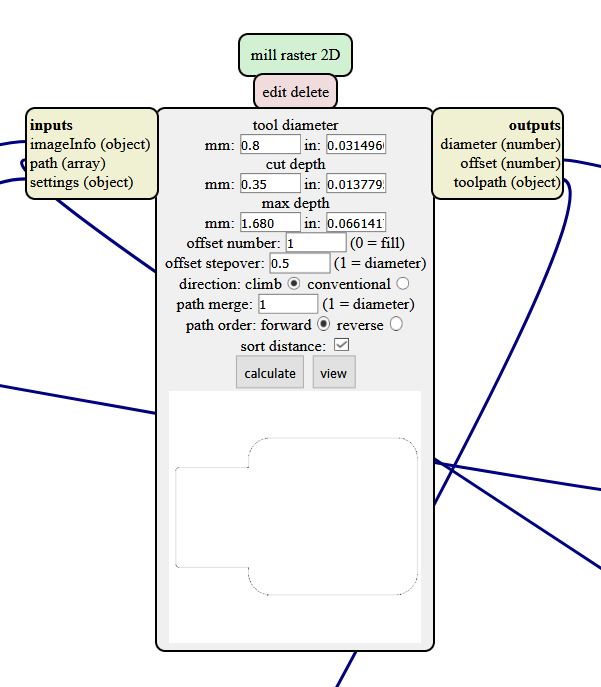 mill raster 2D
edit delete
inputs
imageInfo (object)
path (array)
settings (object)
tool diameter
mm: 0.8 in: 0.031496
cut depth
mm: 0.35 in: 0.013779
max depth
mm: 1.680 in: 0.066141
offset number: 1 (0 = fill)
offset stepover: 0.5 (1 = diameter)
direction: climb conventional
path merge: 1 (1 = diameter)
path order: forward reverse
sort distance:
calculate view
outputs
diameter (number)
offset (number)
toolpath (object)